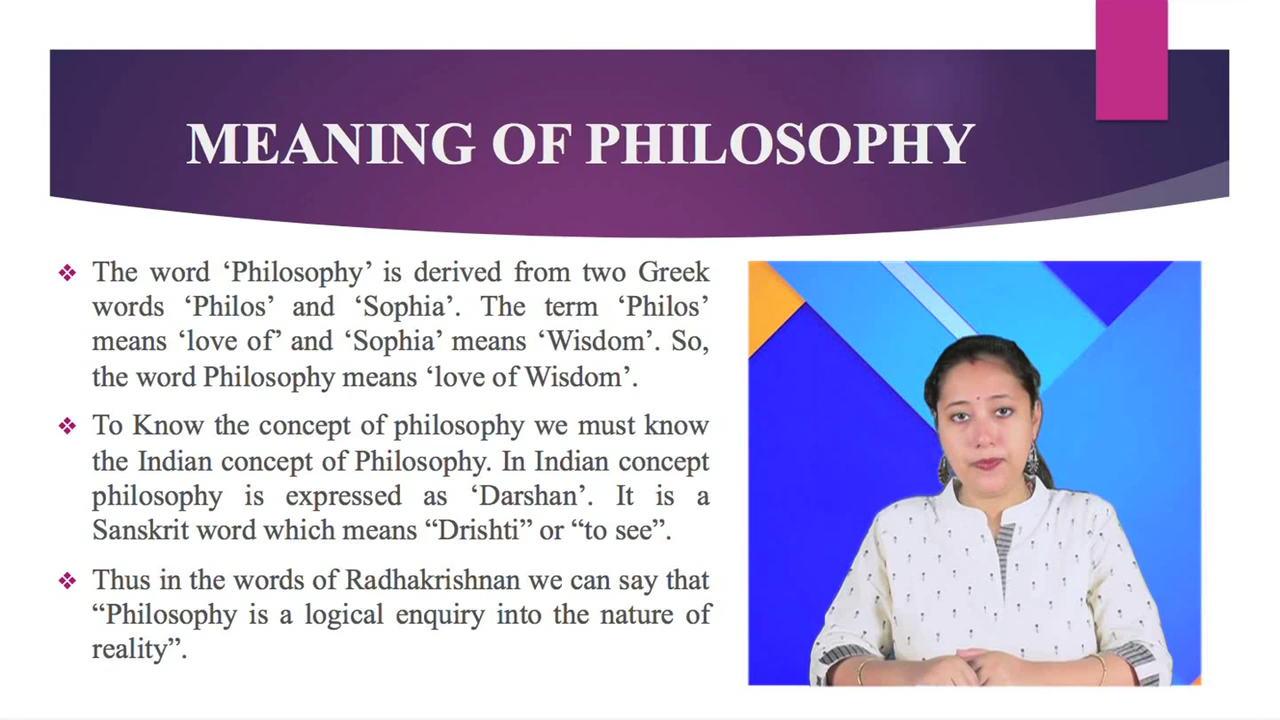 MEANING OF PHILOSOPHY
The word ‘Philosophy’ is derived from two Greek
words ‘Philos’ and ‘Sophia’. The term ‘Philos’
means ‘love of’ and ‘Sophia’ means ‘Wisdom’. So,
the word Philosophy means ‘love of Wisdom’.
To Know the concept of philosophy we must know
the Indian concept of Philosophy. In Indian concept
philosophy is expressed as ‘Darshan’. It is a
Sanskrit word which means “Drishti” or “to see”.
Thus in the words of Radhakrishnan we can say that
“Philosophy is a logical enquiry into the nature of
reality”.